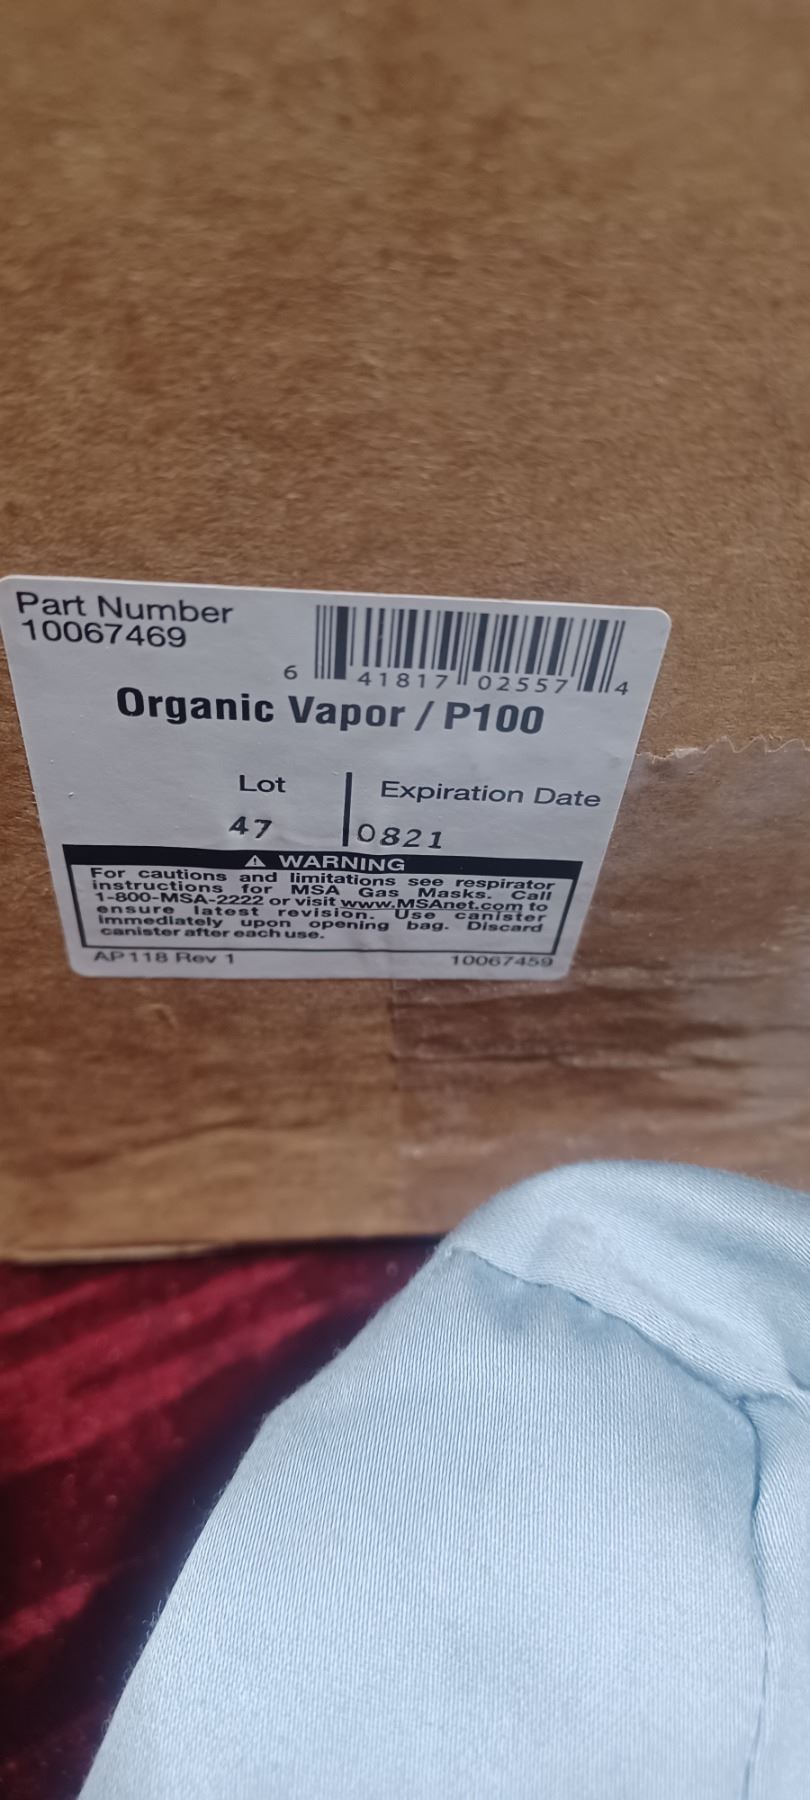 Part Number
10067469
6 41817 02557 4
Organic Vapor / P100
Lot
47
Expiration Date
0821
⚠ WARNING
For cautions and limitations see respirator
instructions for MSA Gas Masks. Call
1-800-MSA-2222 or visit www.MSAnet.com to
ensure latest revision. Use canister
immediately upon opening bag. Discard
canister after each use.
AP 118 Rev 1
10067459